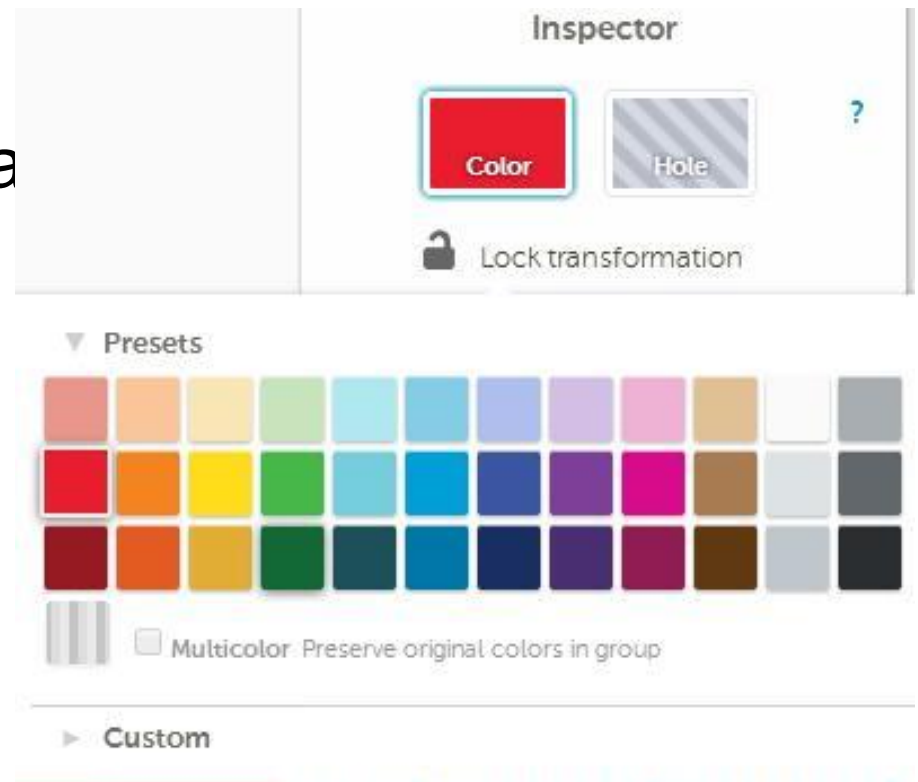 Inspector
a
?
Color
Hole
Lock transformation
Presets
Multicolor Preserve original colors in group
Custom